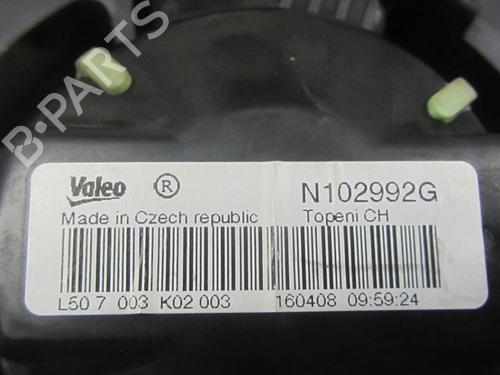 B-PARTS
Valeo ® N102992G
Made in Czech republic Topeni CH
L50 7 003 K02 003 160408 09:59:24